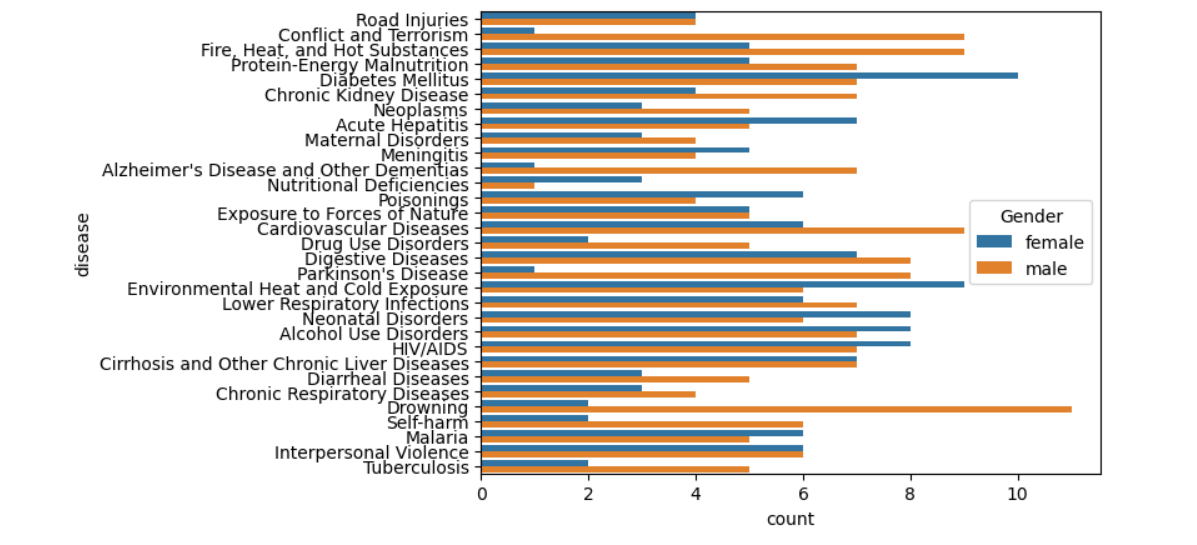 Road Injuries
Conflict and Terrorism
Fire, Heat, and Hot Substances
Protein-Energy Malnutrition
Diabetes Mellitus
Chronic Kidney Disease
Neoplasms
Acute Hepatitis
Maternal Disorders
Meningitis
Alzheimer's Disease and Other Dementias
Nutritional Deficiencies
Poisonings
Exposure to Forces of Nature
Cardiovascular Diseases
Drug Use Disorders
Digestive Diseases
Parkinson's Disease
Environmental Heat and Cold Exposure
Lower Respiratory Infections
Neonatal Disorders
Alcohol Use Disorders
HIV/AIDS
Cirrhosis and Other Chronic Liver Diseases
Diarrheal Diseases
Chronic Respiratory Diseases
Drowning
Self-harm
Malaria
Interpersonal Violence
Tuberculosis
disease
Gender
female
male
0 2 4 6 8 10
count